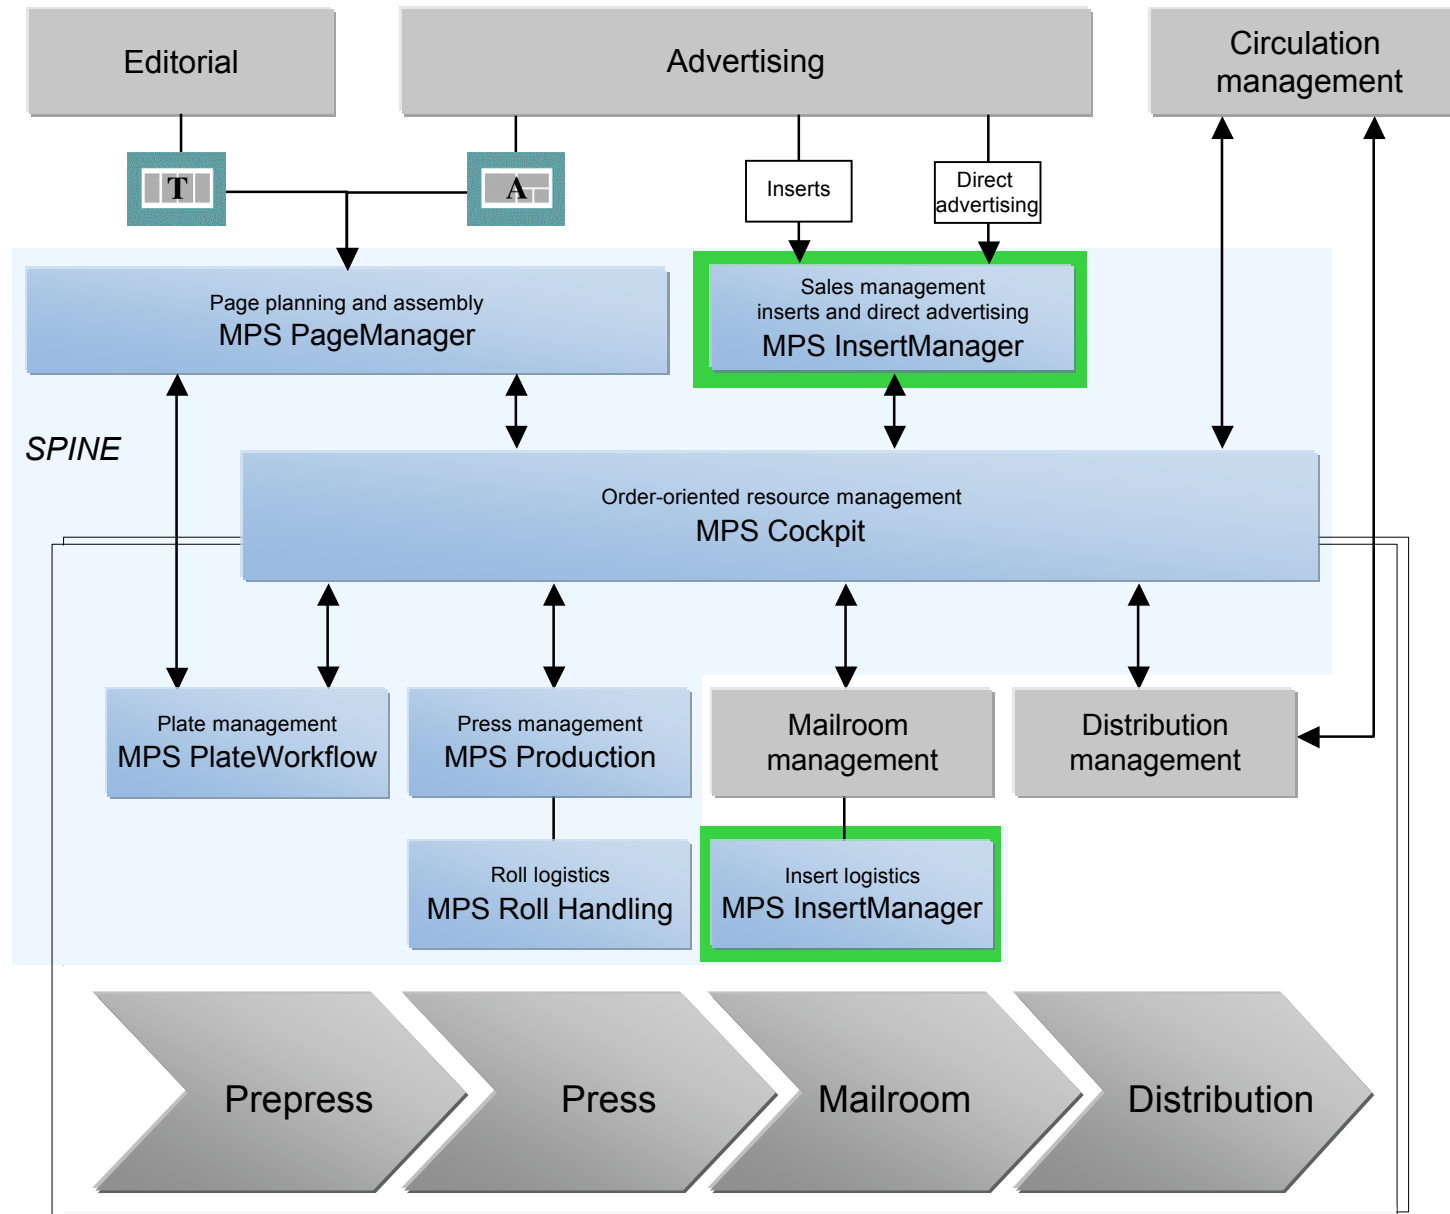 Editorial
Advertising
Circulation
management
T
A
Inserts
Direct
advertising
Page planning and assembly
MPS PageManager
Sales management
inserts and direct advertising
MPS InsertManager
SPINE
Order-oriented resource management
MPS Cockpit
Plate management
MPS PlateWorkflow
Press management
MPS Production
Mailroom
management
Distribution
management
Roll logistics
MPS Roll Handling
Insert logistics
MPS InsertManager
Prepress
Press
Mailroom
Distribution